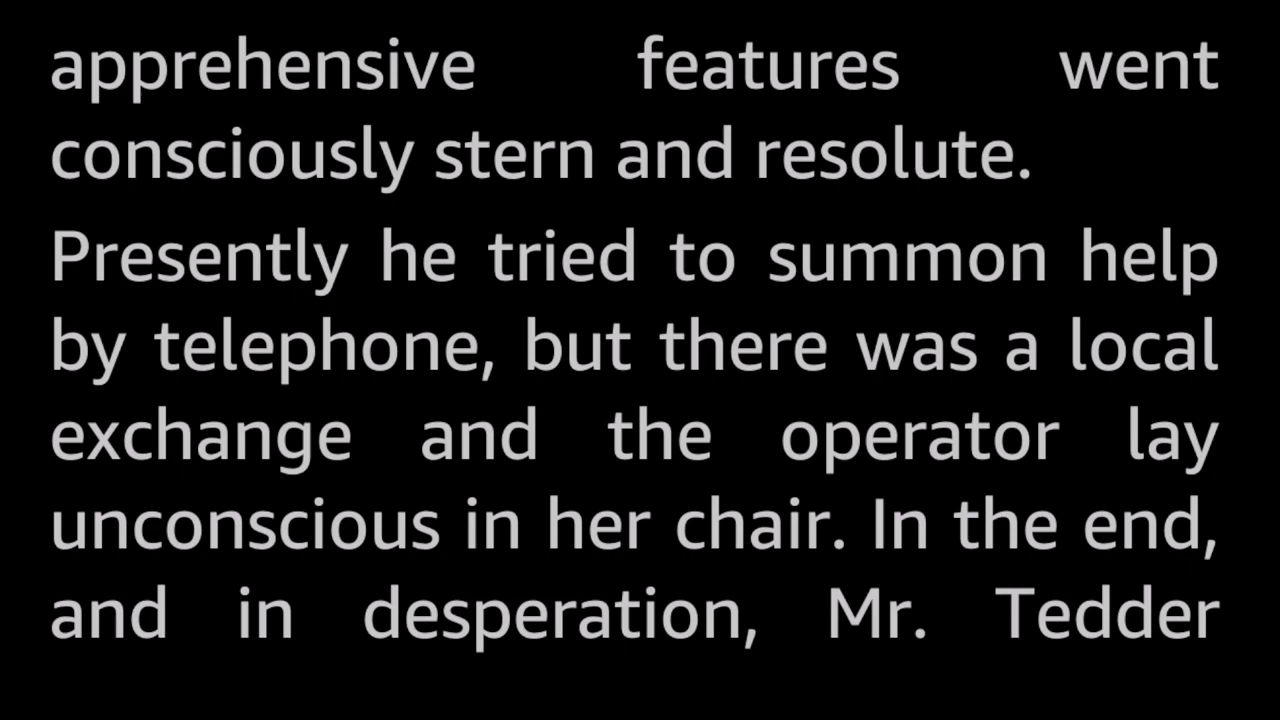 apprehensive features went
consciously stern and resolute.
Presently he tried to summon help
by telephone, but there was a local
exchange and the operator lay
unconscious in her chair. In the end,
and in desperation, Mr. Tedder